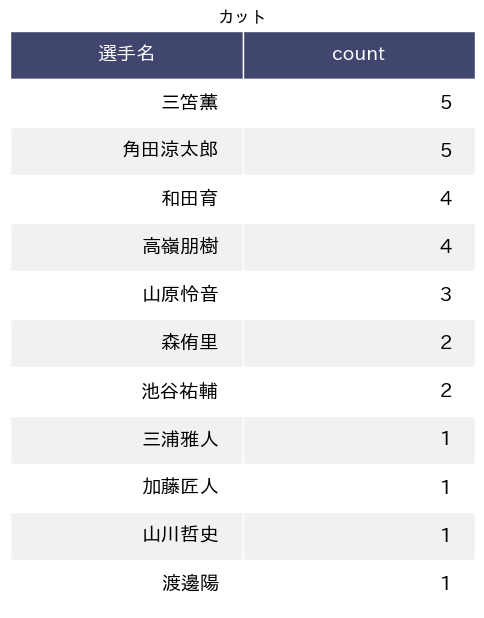 カット
選手名 count
三笘薫 5
角田涼太郎 5
和田育 4
高嶺朋樹 4
山原怜音 3
森侑里 2
池谷祐輔 2
三浦雅人 1
加藤匠人 1
山川哲史 1
渡邊陽 1